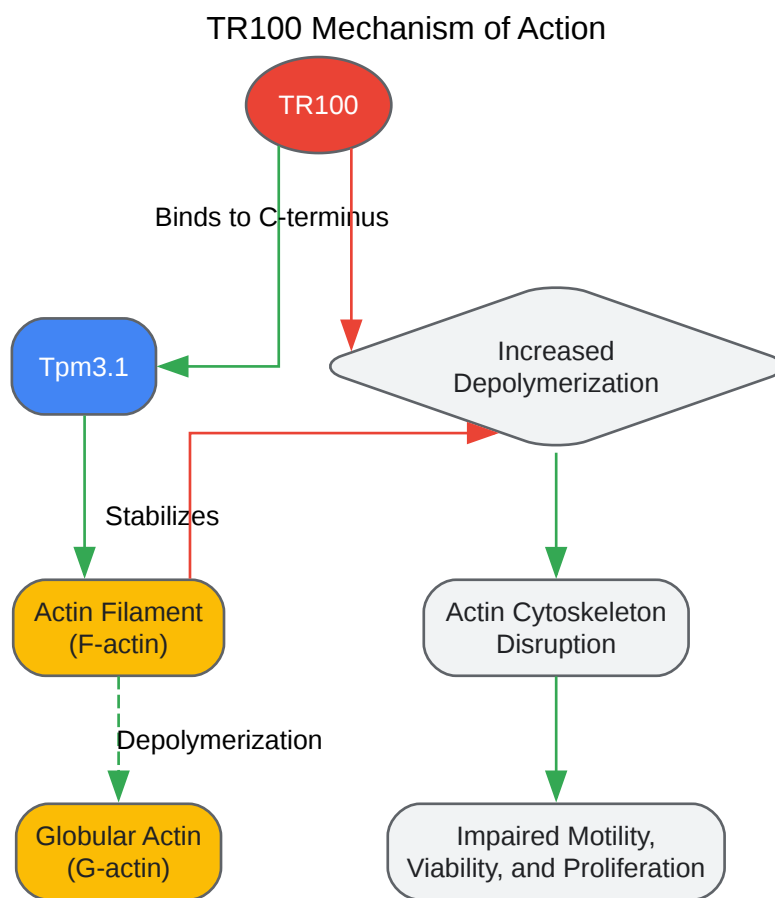 TR100 Mechanism of Action
TR100
Binds to C-terminus
Tpm3.1
Increased
Depolymerization
Stabilizes
Actin Filament
(F-actin)
Actin Cytoskeleton
Disruption
Depolymerization
Globular Actin
(G-actin)
Impaired Motility,
Viability, and Proliferation